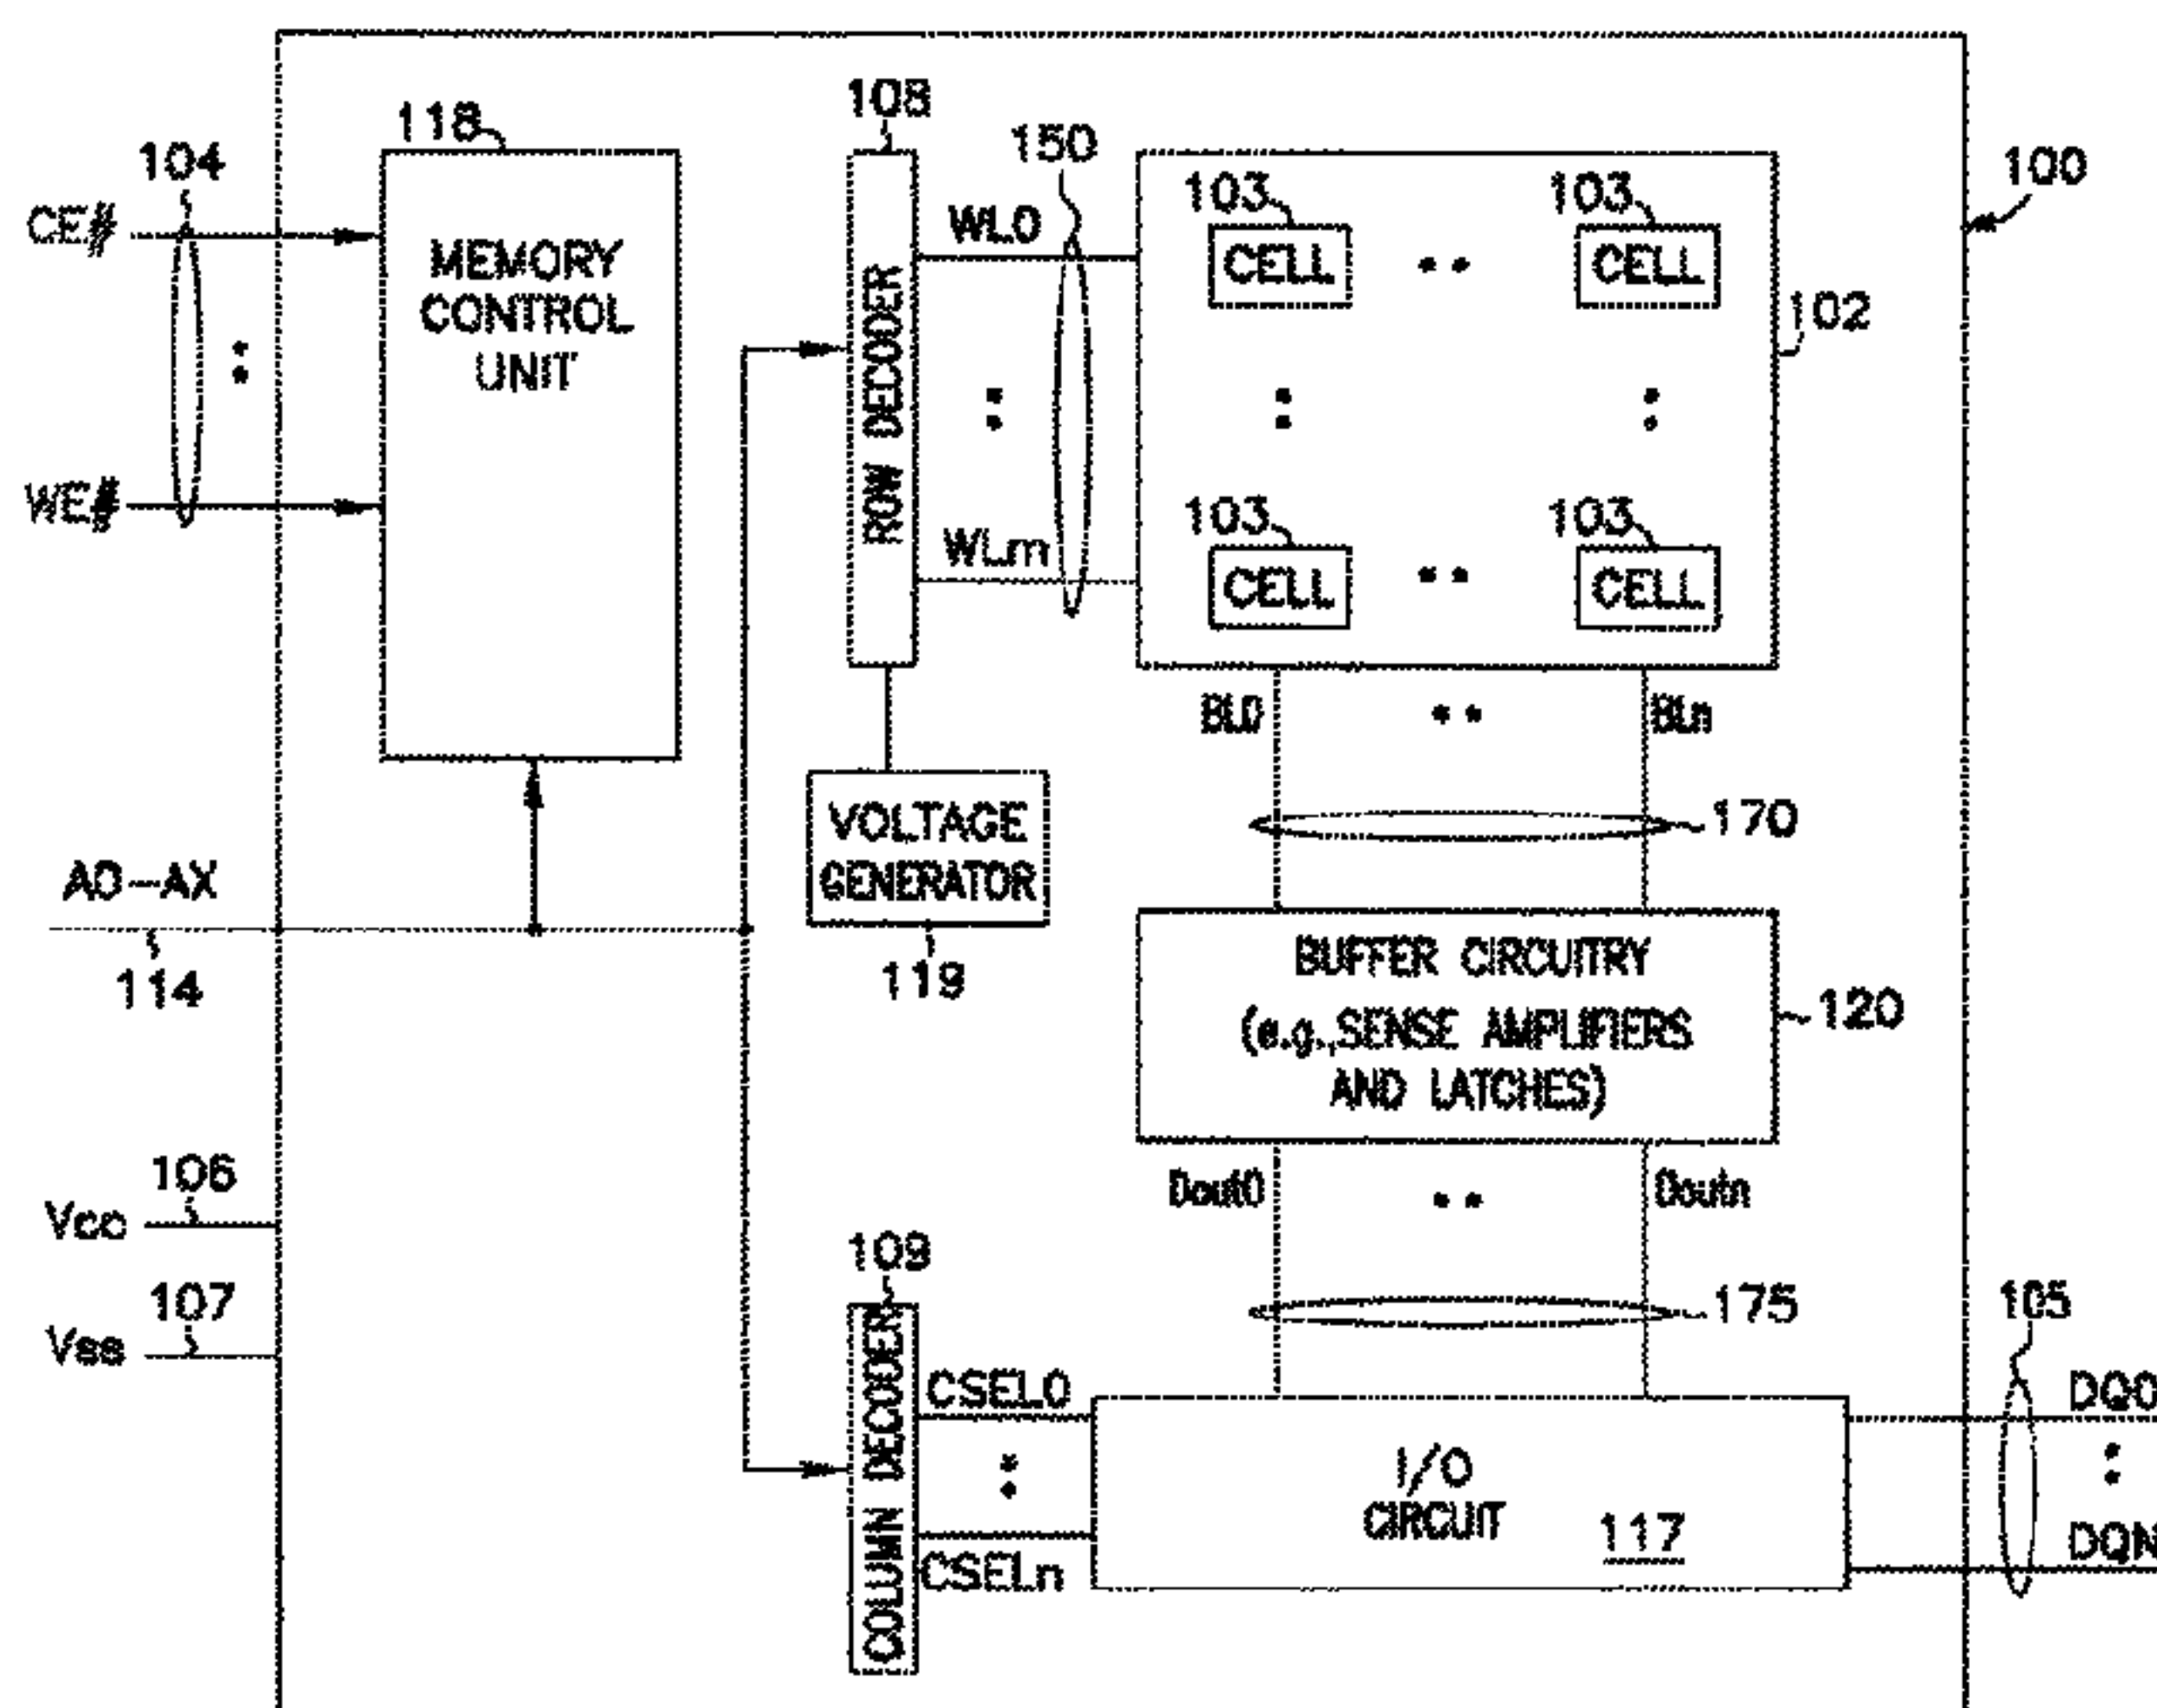 108
118
150
104
100
103
103
CE#
WL0
MEMORY
CONTROL
UNIT
CELL
CELL
102
ROW DECODER
WE#
103
103
WLm
CELL
CELL
BL0
BLn
VOLTAGE
GENERATOR
170
A0-AX
114
119
BUFFER CIRCUITRY
(e.g.,SENSE AMPLIFIERS
AND LATCHES)
120
106
Vcc
Dout0
Doutn
109
107
Vss
175
105
COLUMN DECODER
CSEL0
DQ0
I/O
CIRCUIT
117
CSELn
DQN